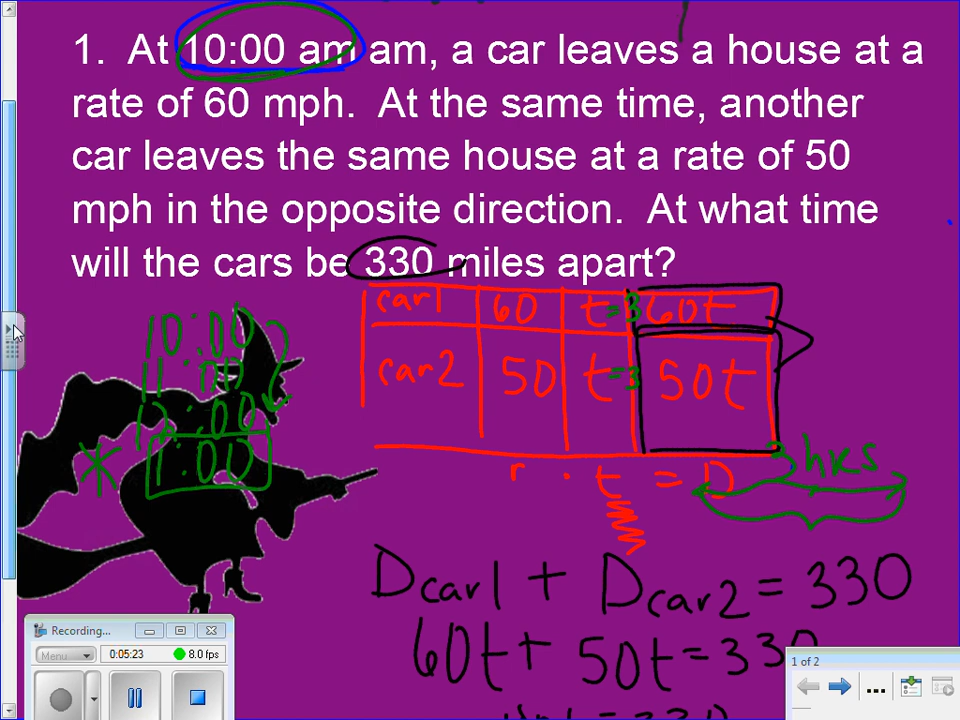 1. At 10:00 am am, a car leaves a house at a
rate of 60 mph. At the same time, another
car leaves the same house at a rate of 50
mph in the opposite direction. At what time
will the cars be 330 miles apart?
car1 60 t=3 60t
car2 50 t=3 50t
r · t = D
3hrs
10:00
11:00
12:00
1:00
Dcar1 + Dcar2 = 330
60t + 50t = 330
Recording...
Menu 0:05:23 8.0 fps
1 of 2
...